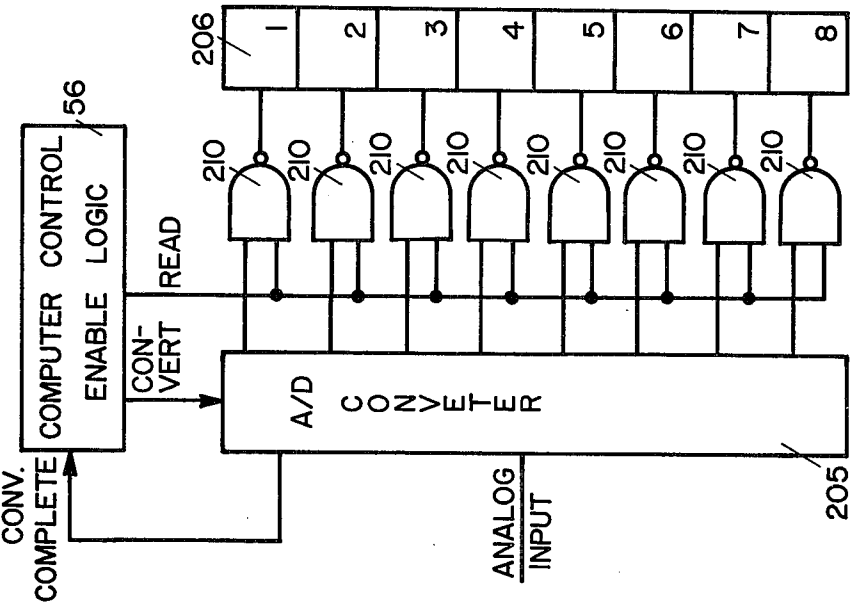 CONV.
COMPLETE
COMPUTER CONTROL
ENABLE LOGIC
56
CON-
VERT
READ
A/D
CONVETER
ANALOG
INPUT
205
206
210
210
210
210
210
210
210
210
1
2
3
4
5
6
7
8